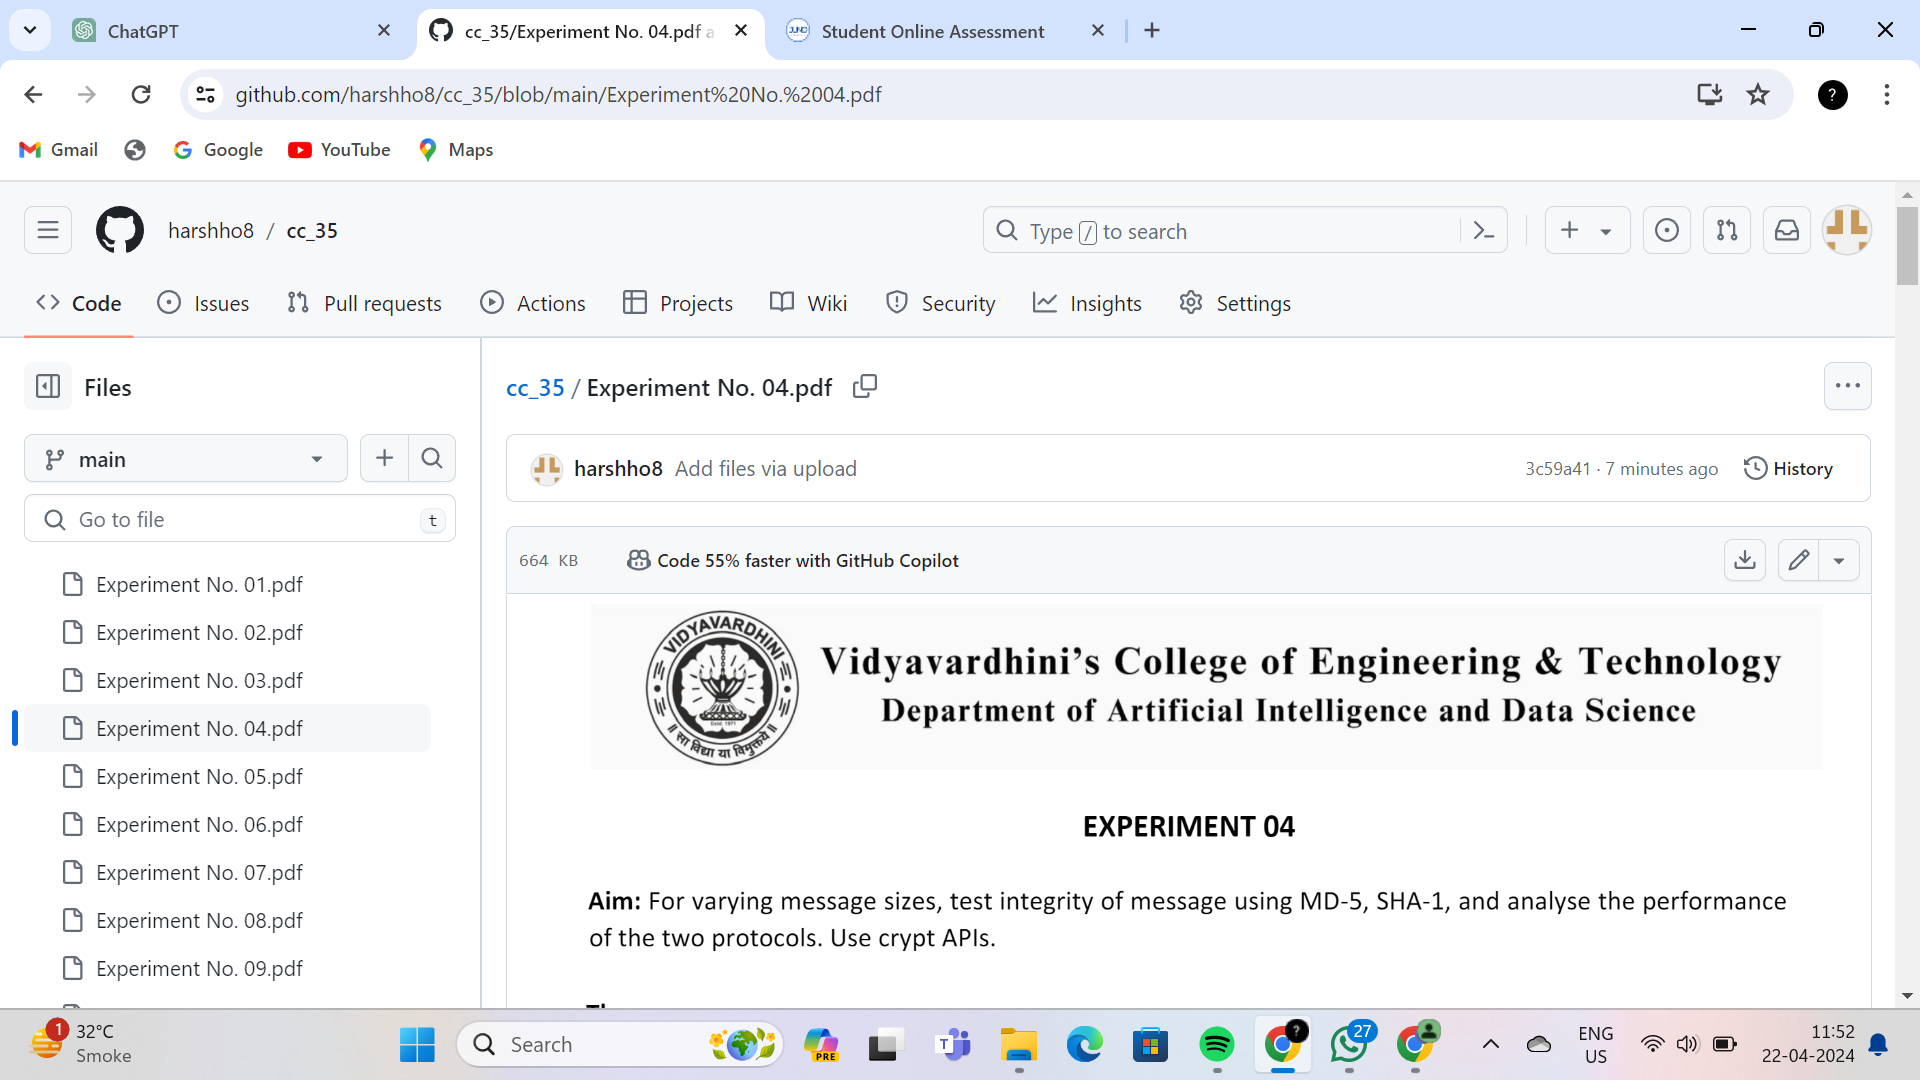 ChatGPT
cc_35/Experiment No. 04.pdf a
Student Online Assessment
github.com/harshho8/cc_35/blob/main/Experiment%20No.%2004.pdf
?
Gmail
Google
YouTube
Maps
harshho8 / cc_35
Type / to search
Code
Issues
Pull requests
Actions
Projects
Wiki
Security
Insights
Settings
Files
main
Go to file
t
Experiment No. 01.pdf
Experiment No. 02.pdf
Experiment No. 03.pdf
Experiment No. 04.pdf
Experiment No. 05.pdf
Experiment No. 06.pdf
Experiment No. 07.pdf
Experiment No. 08.pdf
Experiment No. 09.pdf
cc_35 / Experiment No. 04.pdf
harshho8 Add files via upload
3c59a41 · 7 minutes ago
History
664 KB
Code 55% faster with GitHub Copilot
VIDYAVARDHINI
Estd. 1971
॥ सा विद्या या विमुक्तये ॥
Vidyavardhini's College of Engineering & Technology
Department of Artificial Intelligence and Data Science
EXPERIMENT 04
Aim: For varying message sizes, test integrity of message using MD-5, SHA-1, and analyse the performance
of the two protocols. Use crypt APIs.
1
32°C
Smoke
Search
PRE
T
?
27
ENG
US
11:52
22-04-2024